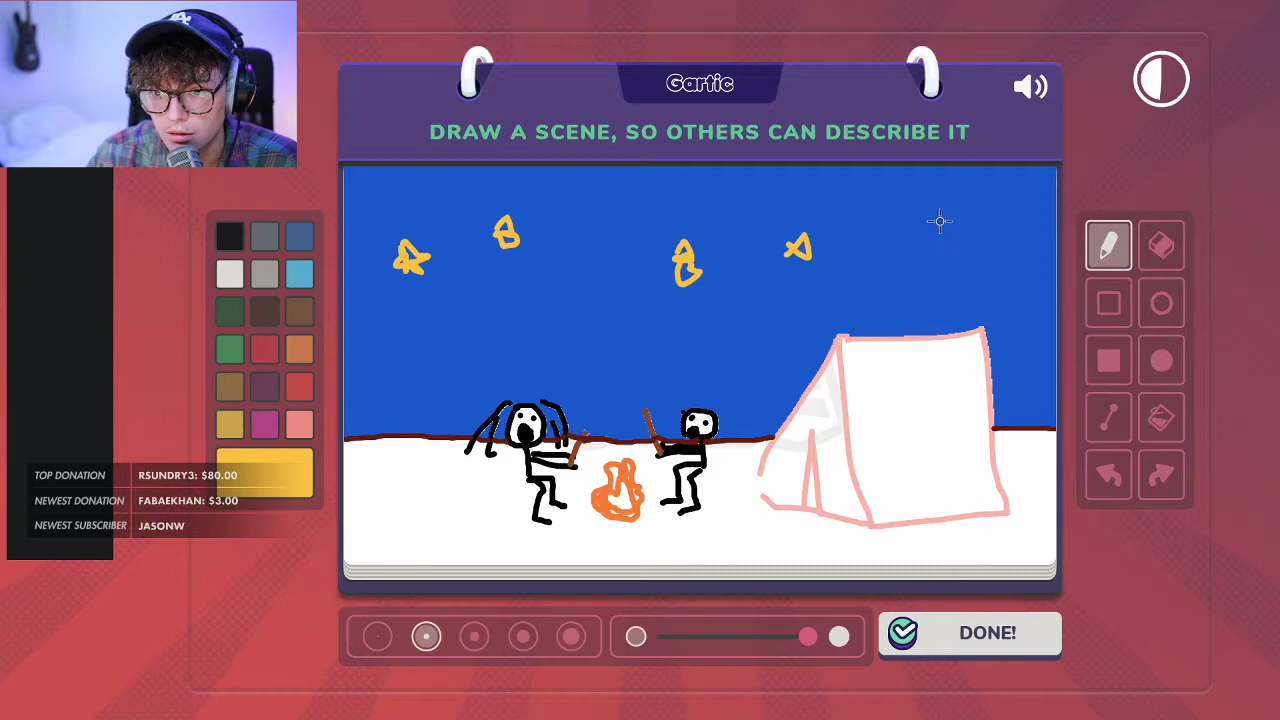 Gartic
DRAW A SCENE, SO OTHERS CAN DESCRIBE IT
TOP DONATION RSUNDRY3: $80.00
NEWEST DONATION FABAEKHAN: $3.00
NEWEST SUBSCRIBER JASONW
DONE!